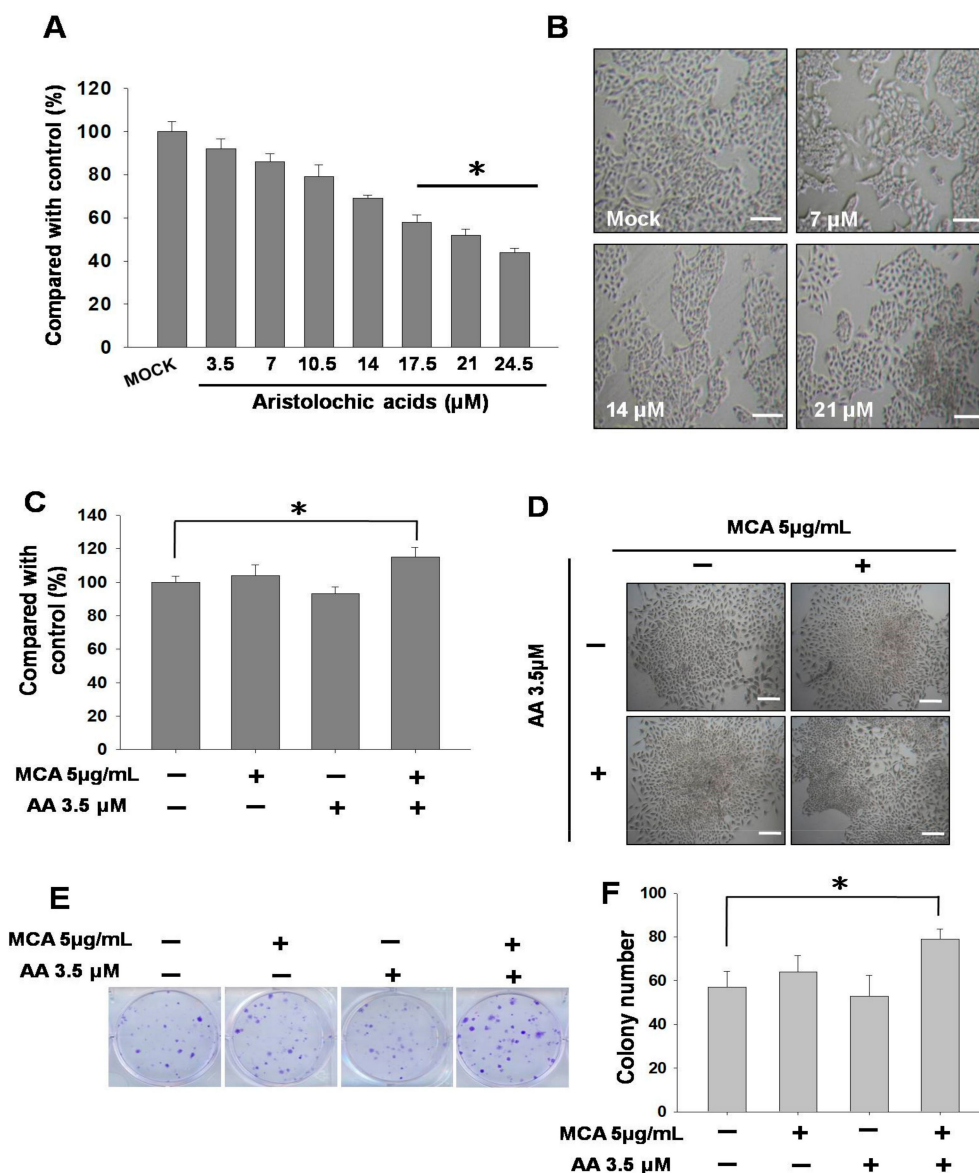 A
Compared with control (%)
120
100
80
60
40
20
0
*
MOCK
3.5 7 10.5 14 17.5 21 24.5
Aristolochic acids (µM)
B
Mock
7 µM
14 µM
21 µM
C
Compared with
control (%)
140
120
100
80
60
40
20
0
*
MCA 5µg/mL − + − +
AA 3.5 µM − − + +
D
MCA 5µg/mL
− +
AA 3.5µM
−
+
E
MCA 5µg/mL − + − +
AA 3.5 µM − − + +
F
Colony number
100
80
60
40
20
0
*
MCA 5µg/mL − + − +
AA 3.5 µM − − + +